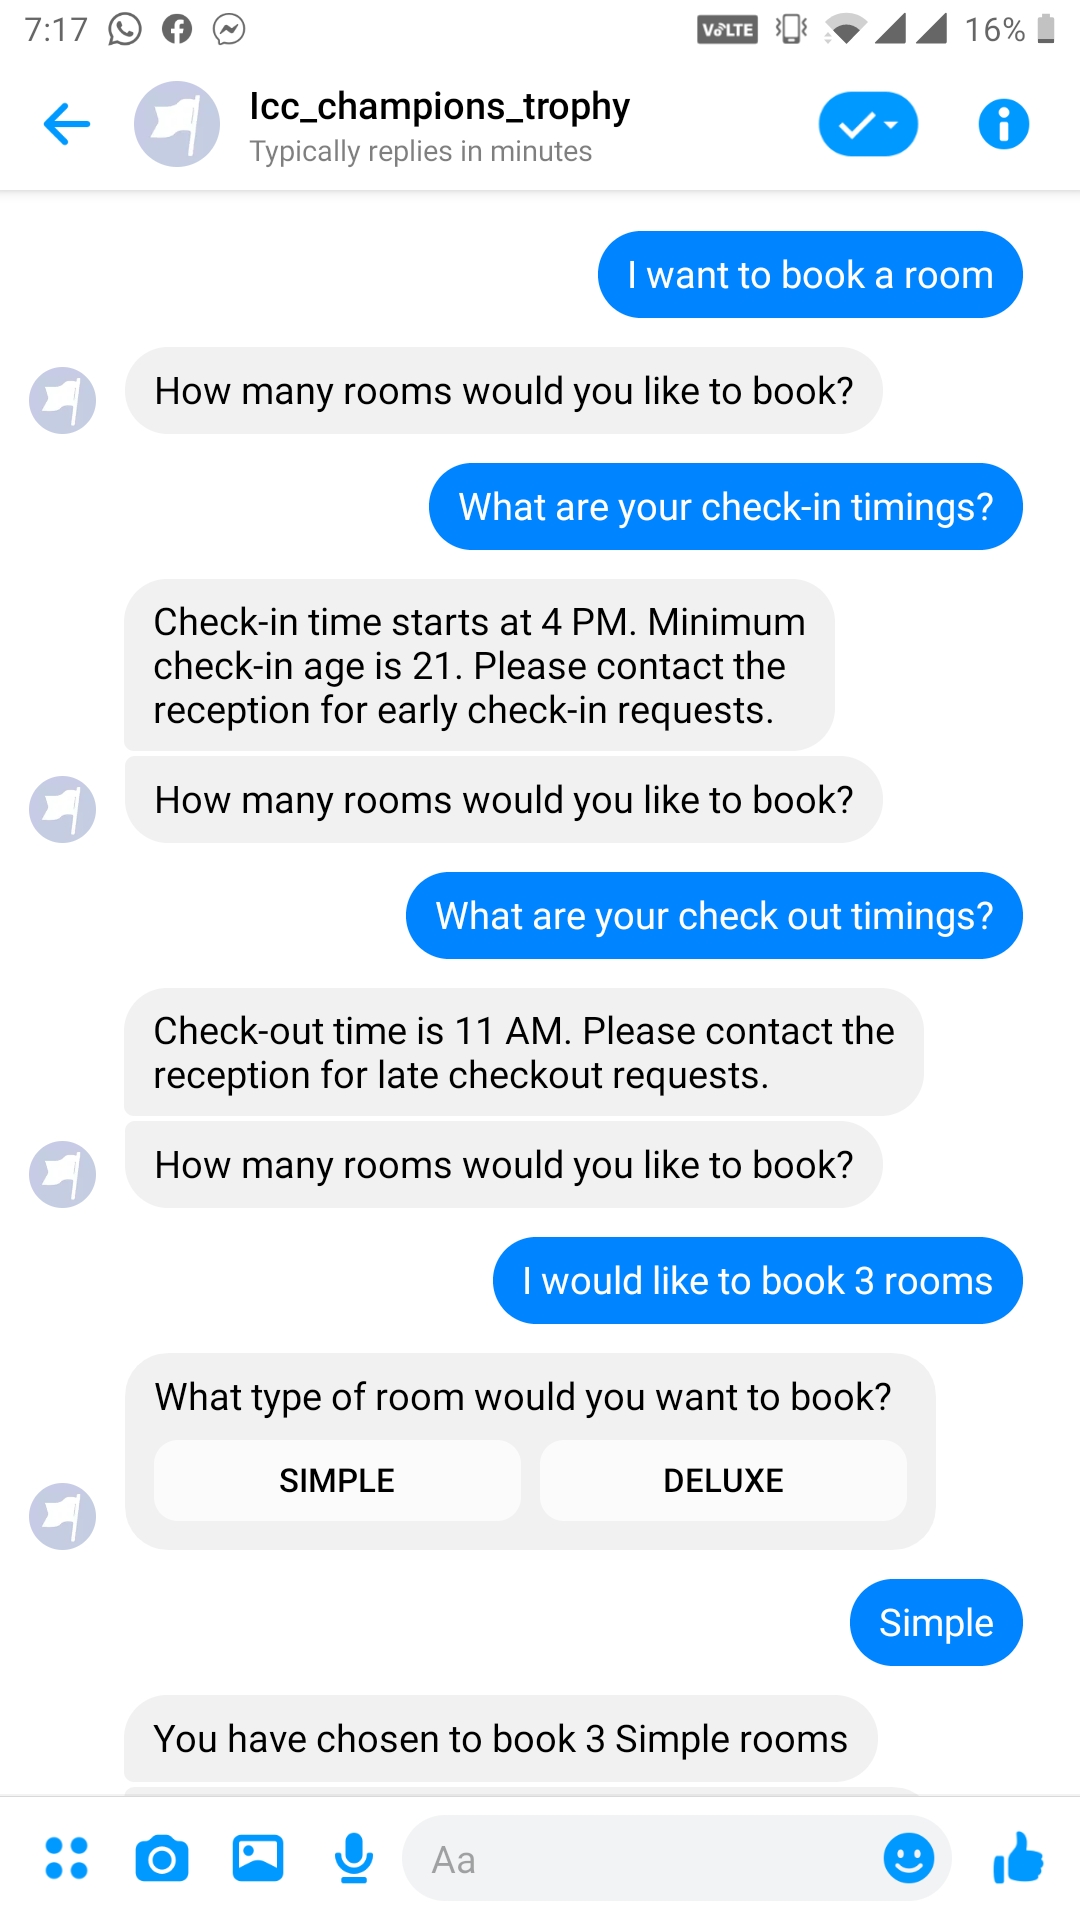 7:17
VoLTE
16%
Icc_champions_trophy
Typically replies in minutes
I want to book a room
How many rooms would you like to book?
What are your check-in timings?
Check-in time starts at 4 PM. Minimum
check-in age is 21. Please contact the
reception for early check-in requests.
How many rooms would you like to book?
What are your check out timings?
Check-out time is 11 AM. Please contact the
reception for late checkout requests.
How many rooms would you like to book?
I would like to book 3 rooms
What type of room would you want to book?
SIMPLE
DELUXE
Simple
You have chosen to book 3 Simple rooms
Aa